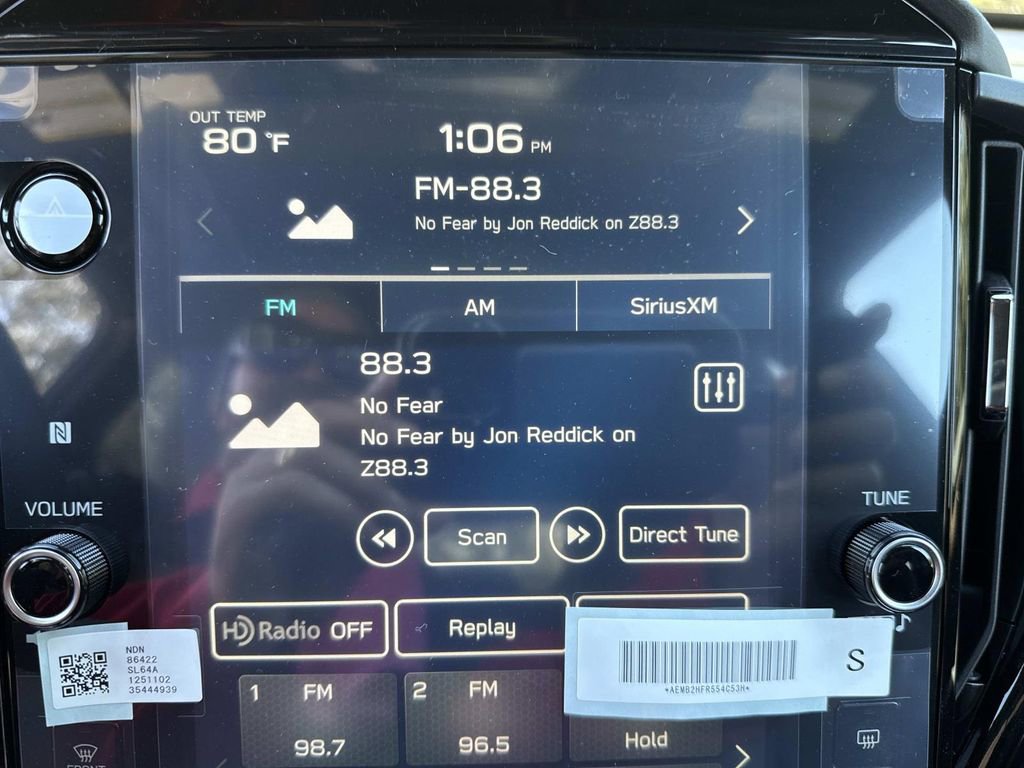 OUT TEMP
80 °F
1:06 PM
FM-88.3
No Fear by Jon Reddick on Z88.3
FM
AM
SiriusXM
88.3
No Fear
No Fear by Jon Reddick on
Z88.3
VOLUME
TUNE
Scan
Direct Tune
HD Radio OFF
Replay
NDN
86422
SL64A
1251102
35444939
*AEMB2HFR554C53H*
S
1 FM
98.7
2 FM
96.5
Hold
FRONT